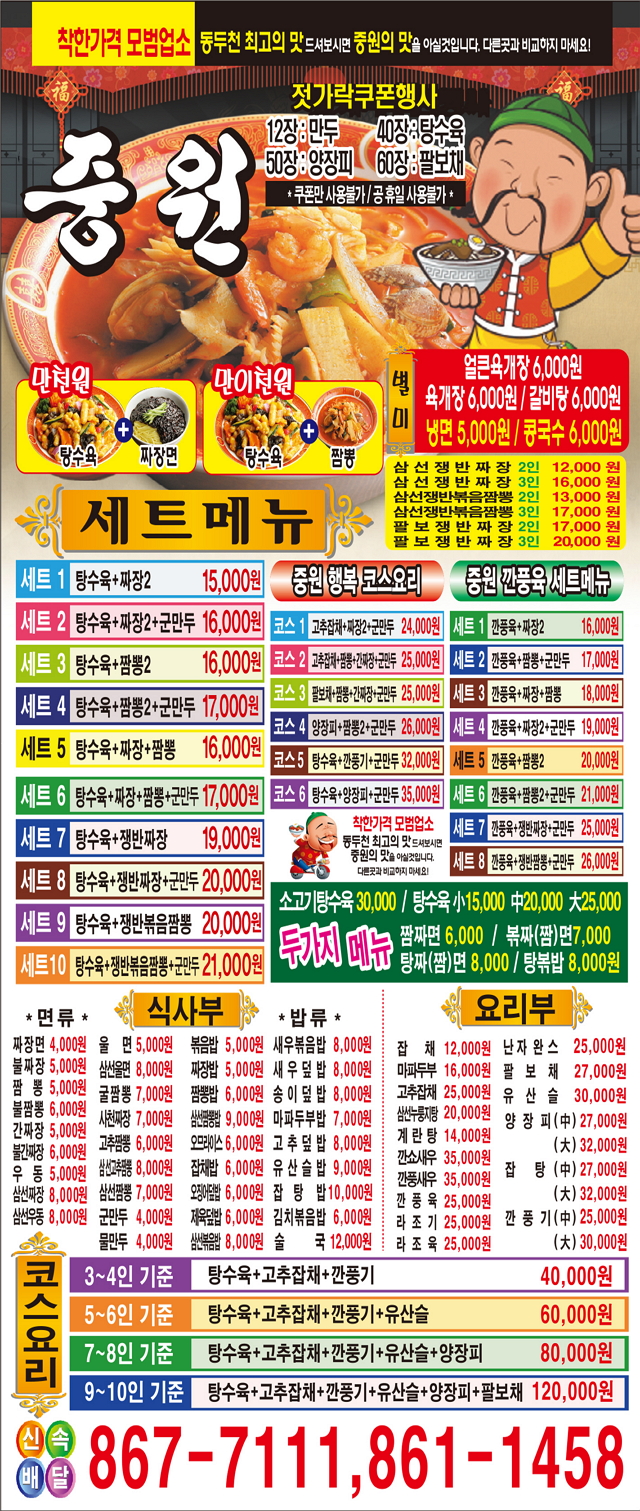 착한가격 모범업소 동두천 최고의 맛 드셔보시면 중원의 맛을 아실것입니다. 다른곳과 비교하지 마세요!
福 福
젓가락쿠폰행사
12장 : 만두 40장 : 탕수육
50장 : 양장피 60장 : 팔보채
* 쿠폰만 사용불가 / 공휴일 사용불가 *
중원
만천원
탕수육 + 짜장면
만이천원
탕수육 + 짬뽕
별미
얼큰육개장 6,000원
육개장 6,000원 / 갈비탕 6,000원
냉면 5,000원 / 콩국수 6,000원
삼선쟁반짜장 2인 12,000 원
삼선쟁반짜장 3인 16,000 원
삼선쟁반볶음짬뽕 2인 13,000 원
삼선쟁반볶음짬뽕 3인 17,000 원
팔보쟁반짜장 2인 17,000 원
팔보쟁반짜장 3인 20,000 원
세트메뉴
세트 1 탕수육+짜장2 15,000원
세트 2 탕수육+짜장2+군만두 16,000원
세트 3 탕수육+짬뽕2 16,000원
세트 4 탕수육+짬뽕2+군만두 17,000원
세트 5 탕수육+짜장+짬뽕 16,000원
세트 6 탕수육+짜장+짬뽕+군만두 17,000원
세트 7 탕수육+쟁반짜장 19,000원
세트 8 탕수육+쟁반짜장+군만두 20,000원
세트 9 탕수육+쟁반볶음짬뽕 20,000원
세트10 탕수육+쟁반볶음짬뽕+군만두 21,000원
중원 행복 코스요리
코스 1 고추잡채+짜장2+군만두 24,000원
코스 2 고추잡채+짬뽕+간짜장+군만두 25,000원
코스 3 팔보채+짬뽕+간짜장+군만두 25,000원
코스 4 양장피+짬뽕2+군만두 26,000원
코스 5 탕수육+깐풍기+군만두 32,000원
코스 6 탕수육+양장피+군만두 35,000원
착한가격 모범업소
동두천 최고의 맛 드셔보시면
중원의 맛을 아실것입니다.
다른곳과 비교하지 마세요!
중원 깐풍육 세트메뉴
세트 1 깐풍육+짜장2 16,000원
세트 2 깐풍육+짬뽕+군만두 17,000원
세트 3 깐풍육+짜장+짬뽕 18,000원
세트 4 깐풍육+짜장2+군만두 19,000원
세트 5 깐풍육+짬뽕2 20,000원
세트 6 깐풍육+짬뽕2+군만두 21,000원
세트 7 깐풍육+쟁반짜장+군만두 25,000원
세트 8 깐풍육+쟁반짬뽕+군만두 26,000원
소고기탕수육 30,000 / 탕수육 小15,000 中20,000 大25,000
두가지 메뉴
짬짜면 6,000 / 볶짜(짬)면7,000
탕짜(짬)면 8,000 / 탕볶밥 8,000원
식사부
* 면류 *
짜장면 4,000원
불짜장 5,000원
짬뽕 5,000원
불짬뽕 6,000원
간짜장 5,000원
불간짜장 6,000원
우동 5,000원
삼선짜장 8,000원
삼선우동 8,000원
울면 5,000원
삼선울면 8,000원
굴짬뽕 7,000원
사천짜장 7,000원
고추짬뽕 6,000원
삼선고추짬뽕 8,000원
삼선짬뽕 7,000원
군만두 4,000원
물만두 4,000원
* 밥류 *
볶음밥 5,000원
짜장밥 5,000원
짬뽕밥 6,000원
삼선짬뽕밥 9,000원
오므라이스 6,000원
잡채밥 6,000원
오징어덮밥 6,000원
제육덮밥 6,000원
삼선볶음밥 8,000원
새우볶음밥 8,000원
새우덮밥 8,000원
송이덮밥 8,000원
마파두부밥 7,000원
고추덮밥 8,000원
유산슬밥 9,000원
잡탕밥 10,000원
김치볶음밥 6,000원
술국 12,000원
요리부
잡채 12,000원
마파두부 16,000원
고추잡채 25,000원
삼선누룽지탕 20,000원
계란탕 14,000원
깐쇼새우 35,000원
깐풍새우 35,000원
깐풍육 25,000원
라조기 25,000원
라조육 25,000원
난자완스 25,000원
팔보채 27,000원
유산슬 30,000원
양장피(中) 27,000원
(大) 32,000원
잡탕(中) 27,000원
(大) 32,000원
깐풍기(中) 25,000원
(大) 30,000원
코스요리
3~4인 기준 탕수육+고추잡채+깐풍기 40,000원
5~6인 기준 탕수육+고추잡채+깐풍기+유산슬 60,000원
7~8인 기준 탕수육+고추잡채+깐풍기+유산슬+양장피 80,000원
9~10인 기준 탕수육+고추잡채+깐풍기+유산슬+양장피+팔보채 120,000원
신속배달
867-7111,861-1458